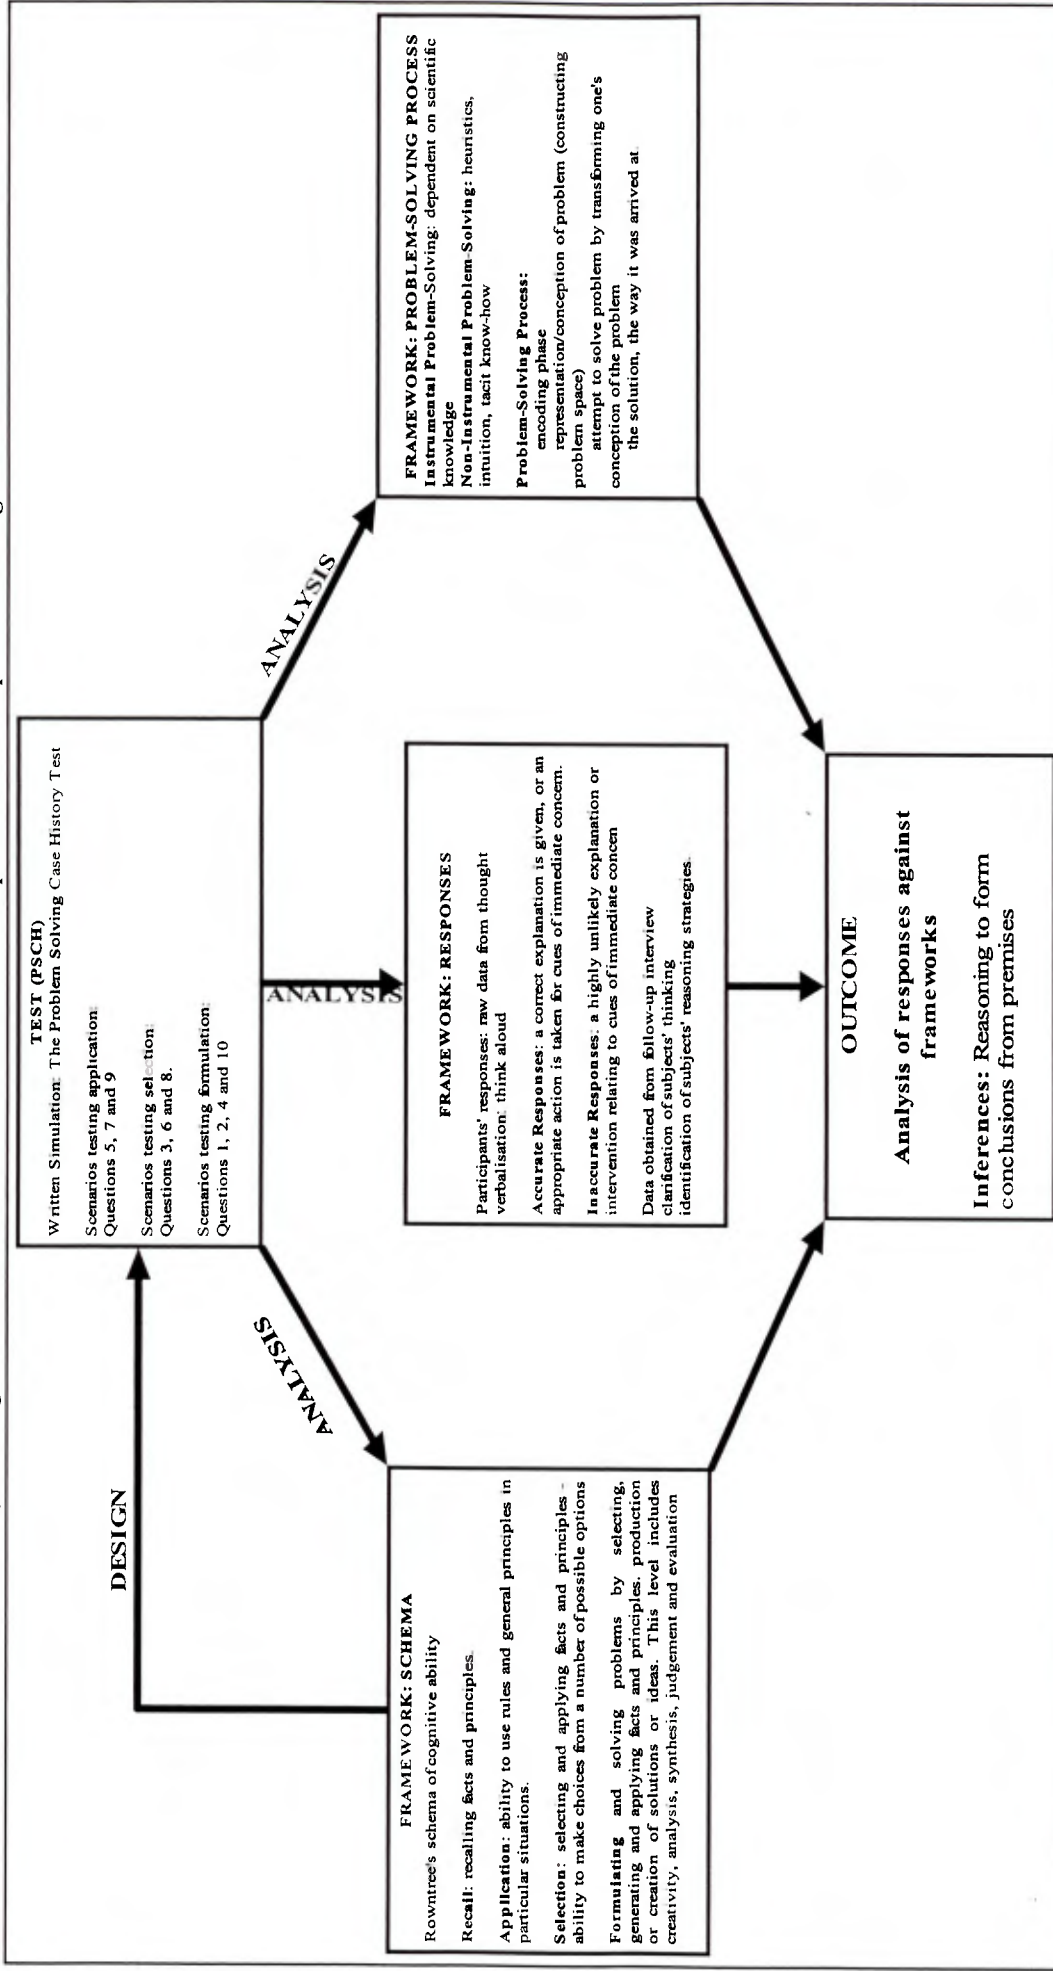 TEST (PSCH)
Written Simulation: The Problem Solving Case History Test
Scenarios testing application:
Questions 5, 7 and 9
Scenarios testing selection:
Questions 3, 6 and 8.
Scenarios testing formulation:
Questions 1, 2, 4 and 10
DESIGN
ANALYSIS
ANALYSIS
ANALYSIS
FRAMEWORK: SCHEMA
Rowntree's schema of cognitive ability
Recall: recalling facts and principles.
Application: ability to use rules and general principles in
particular situations.
Selection: selecting and applying facts and principles -
ability to make choices from a number of possible options
Formulating and solving problems by selecting,
generating and applying facts and principles. production
or creation of solutions or ideas. This level includes
creativity, analysis, synthesis, judgement and evaluation
FRAMEWORK: RESPONSES
Participants' responses: raw data from thought
verbalisation: think aloud
Accurate Responses: a correct explanation is given, or an
appropriate action is taken for cues of immediate concern.
Inaccurate Responses: a highly unlikely explanation or
intervention relating to cues of immediate concen
Data obtained from follow-up interview
clarification of subjects' thinking
identification of subjects' reasoning strategies.
FRAMEWORK: PROBLEM-SOLVING PROCESS
Instrumental Problem-Solving: dependent on scientific
knowledge
Non-Instrumental Problem-Solving: heuristics,
intuition, tacit know-how
Problem-Solving Process:
encoding phase
representation/conception of problem (constructing
problem space)
attempt to solve problem by transforming one's
conception of the problem
the solution, the way it was arrived at.
OUTCOME
Analysis of responses against
frameworks
Inferences: Reasoning to form
conclusions from premises